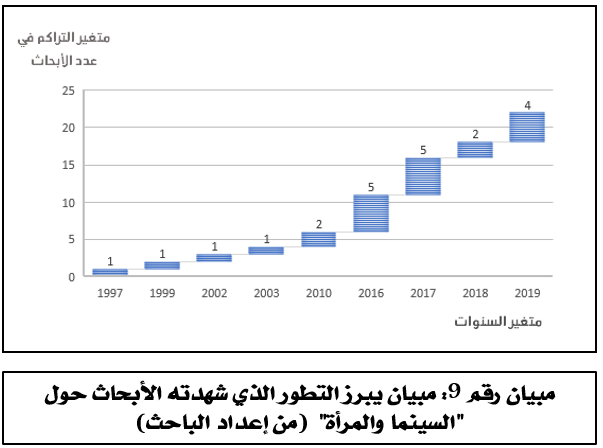 متغير التراكم في
عدد الأبحاث
25
20
15
10
5
0
1
1
1
1
2
5
5
2
4
1997 1999 2002 2003 2010 2016 2017 2018 2019
متغير السنوات
مبيان رقم 9: مبيان يبرز التطور الذي شهدته الأبحاث حول
"السينما والمرأة" (من إعداد الباحث)